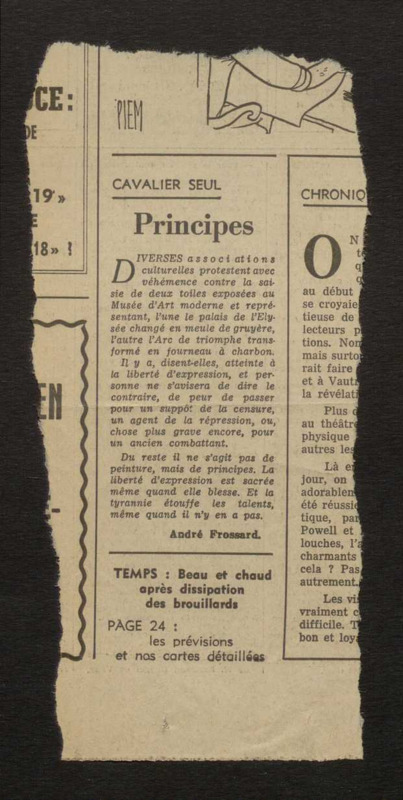 CE :
DE
19 »
E
18 » !
EN
PIEM
CAVALIER SEUL
Principes
DIVERSES associations
culturelles protestent avec
véhémence contre la sai-
sie de deux toiles exposées au
Musée d'Art moderne et repré-
sentant, l'une le palais de l'Ely-
sée changé en meule de gruyère,
l'autre l'Arc de triomphe trans-
formé en fourneau à charbon.
Il y a, disent-elles, atteinte à
la liberté d'expression, et per-
sonne ne s'avisera de dire le
contraire, de peur de passer
pour un suppôt de la censure,
un agent de la répression, ou,
chose plus grave encore, pour
un ancien combattant.
Du reste il ne s'agit pas de
peinture, mais de principes. La
liberté d'expression est sacrée
même quand elle blesse. Et la
tyrannie étouffe les talents,
même quand il n'y en a pas.
André Frossard.
TEMPS : Beau et chaud
après dissipation
des brouillards
PAGE 24 :
les prévisions
et nos cartes détaillées
CHRONIQ
ON
au début
se croyaie
tieuse de
lecteurs p
tions. Non
mais surto
rait faire
et à Vautr
la révélati
Plus d
au théâtre
physique
autres les
Là e
jour, on
adorablem
été réussi
tique, pa
Powell et
louches, l'a
charmants
cela ? Pas
autrement.
Les vi
vraiment c
difficile. T
bon et loya